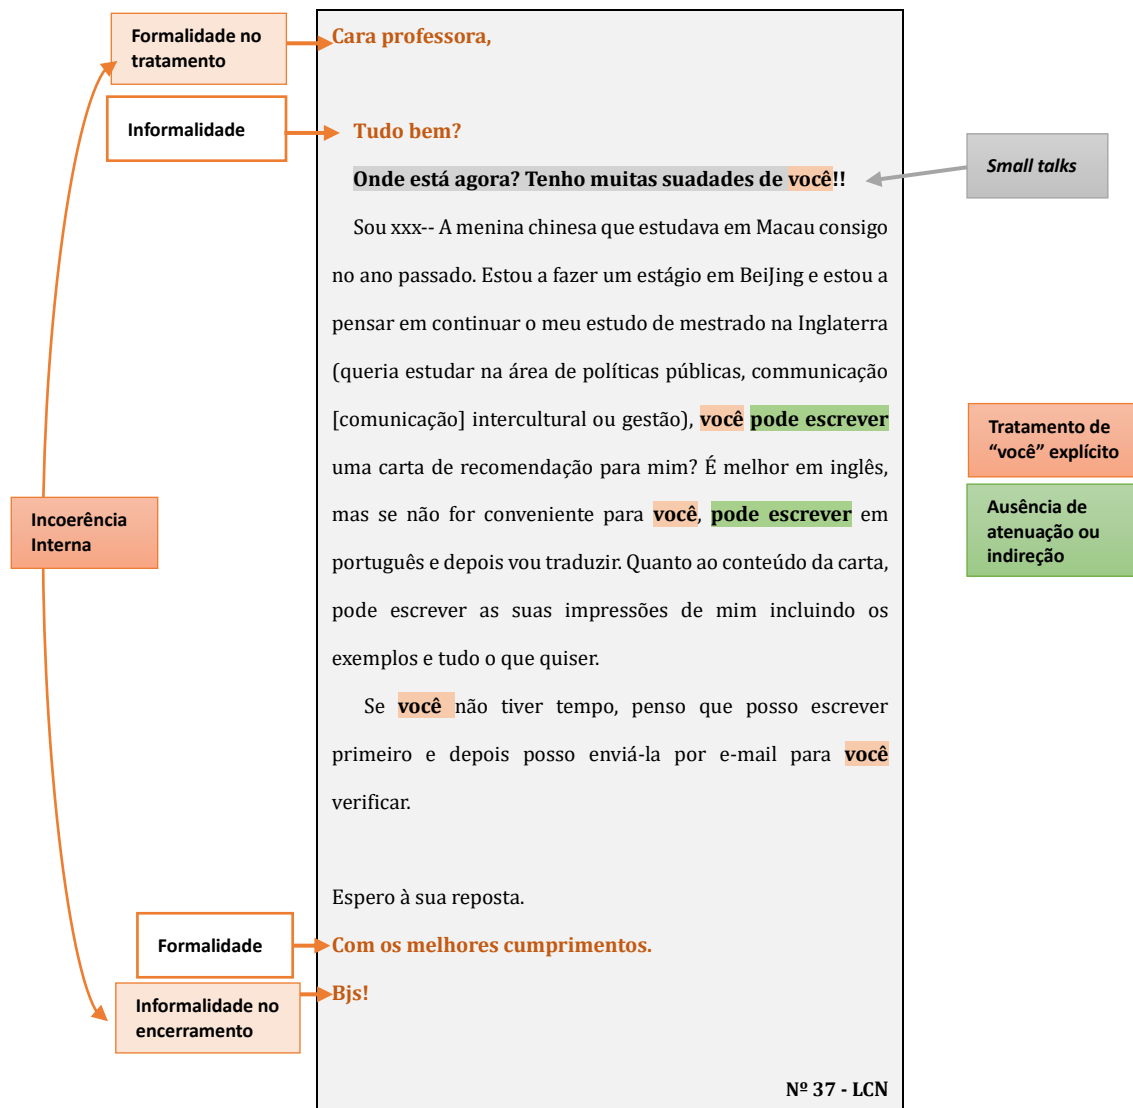 Formalidade no
tratamento
Cara professora,
Informalidade
Tudo bem?
Small talks
Onde está agora? Tenho muitas suadades de você!!
Sou xxx-- A menina chinesa que estudava em Macau consigo
no ano passado. Estou a fazer um estágio em BeiJing e estou a
pensar em continuar o meu estudo de mestrado na Inglaterra
(queria estudar na área de políticas públicas, communicação
[comunicação] intercultural ou gestão), você pode escrever
uma carta de recomendação para mim? É melhor em inglês,
mas se não for conveniente para você, pode escrever em
português e depois vou traduzir. Quanto ao conteúdo da carta,
pode escrever as suas impressões de mim incluindo os
exemplos e tudo o que quiser.
Se você não tiver tempo, penso que posso escrever
primeiro e depois posso enviá-la por e-mail para você
verificar.
Tratamento de
“você” explícito
Ausência de
atenuação ou
indireção
Incoerência
Interna
Espero à sua reposta.
Formalidade
Com os melhores cumprimentos.
Informalidade no
encerramento
Bjs!
Nº 37 - LCN